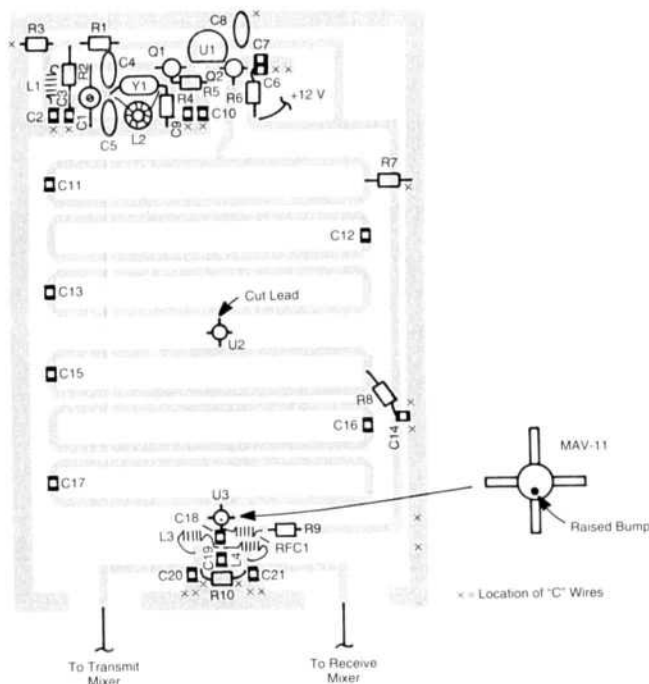 C8
R3
R1
U1
C7
C4
Q1
Q2
L1
R2
Y1
R5
C6
C3
R6
+12 V
R4
C2
C1
C9
C10
C5
L2
R7
C11
C12
C13
Cut Lead
U2
C15
R8
C16
C14
MAV-11
C17
U3
Raised Bump
C18
L3
R9
RFC1
C19
L4
C20
C21
R10
×× = Location of "C" Wires
To Transmit
Mixer
To Receive
Mixer